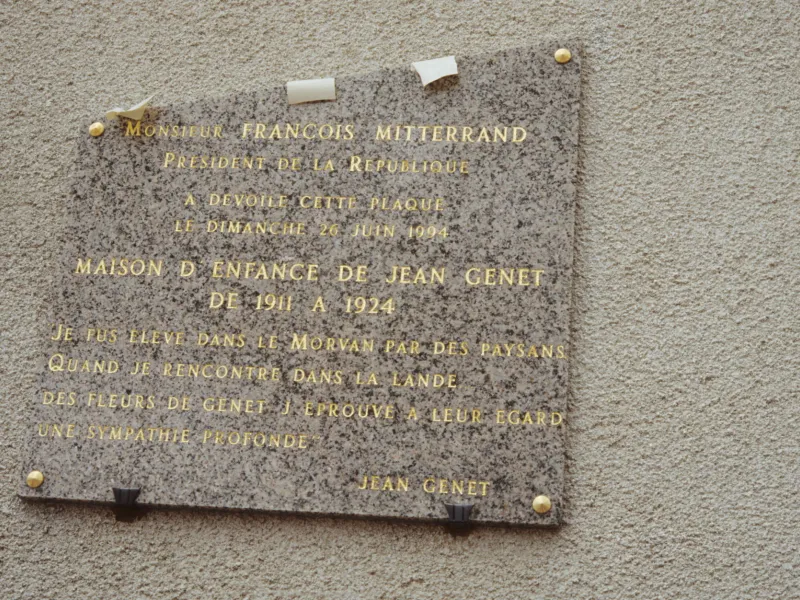 MONSIEUR FRANCOIS MITTERRAND
PRESIDENT DE LA REPUBLIQUE
A DEVOILE CETTE PLAQUE
LE DIMANCHE 26 JUIN 1994
MAISON D ENFANCE DE JEAN GENET
DE 1911 A 1924
JE FUS ELEVE DANS LE MORVAN PAR DES PAYSANS
QUAND JE RENCONTRE DANS LA LANDE
DES FLEURS DE GENET J EPROUVE A LEUR EGARD
UNE SYMPATHIE PROFONDE"
JEAN GENET